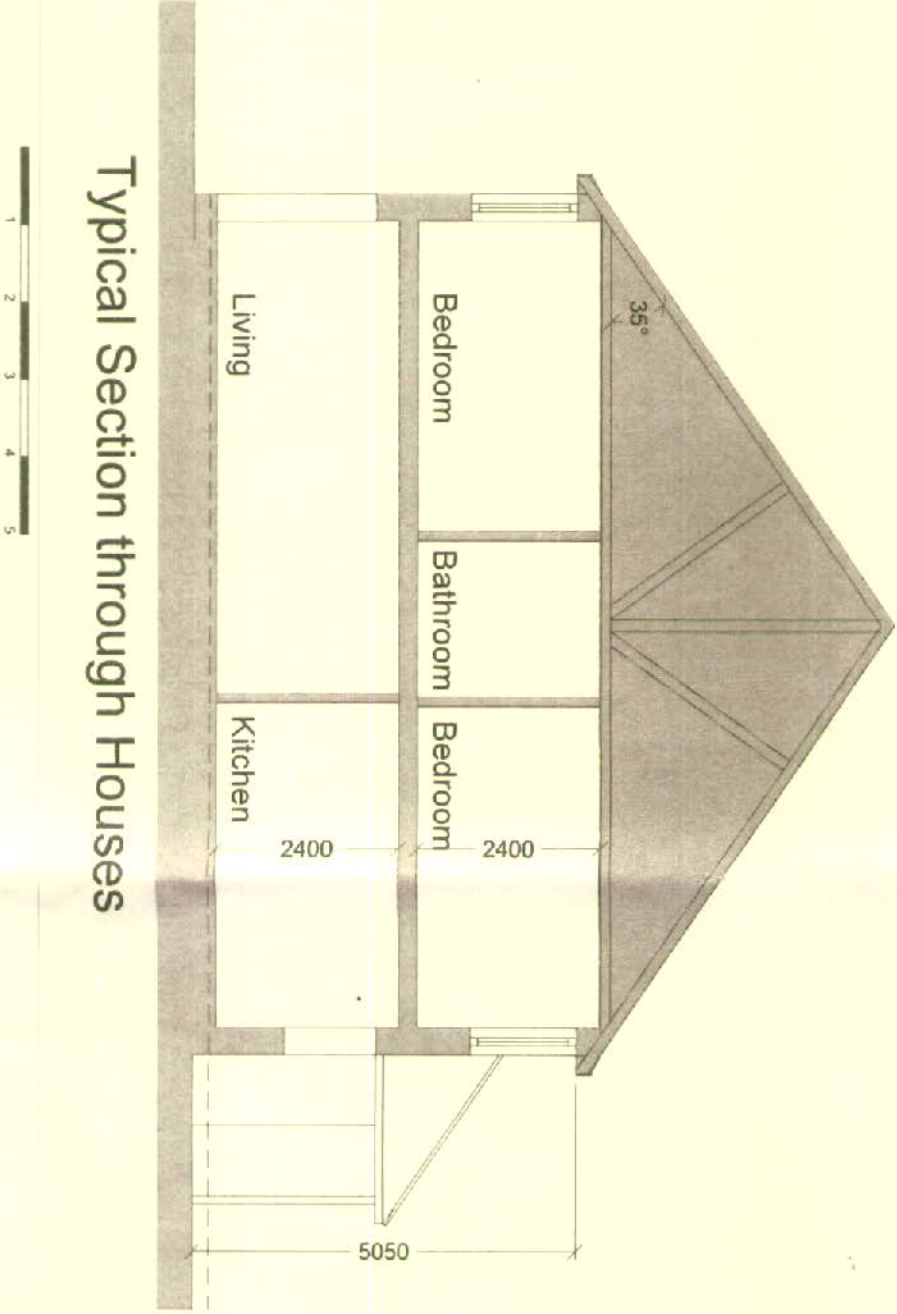 35°
Bedroom
Bathroom
Bedroom
2400
Living
Kitchen
2400
5050
Typical Section through Houses
1 2 3 4 5